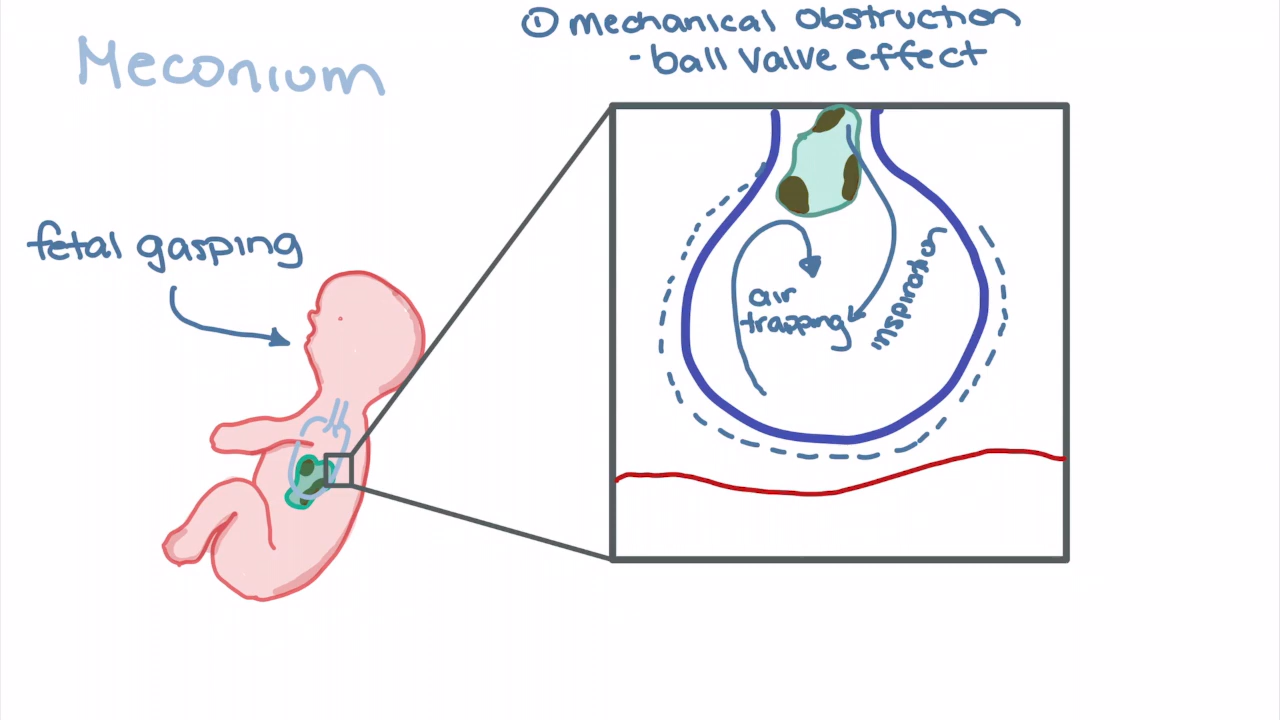 Meconium
① mechanical obstruction
- ball valve effect
fetal gasping
air
trapping
inspiration